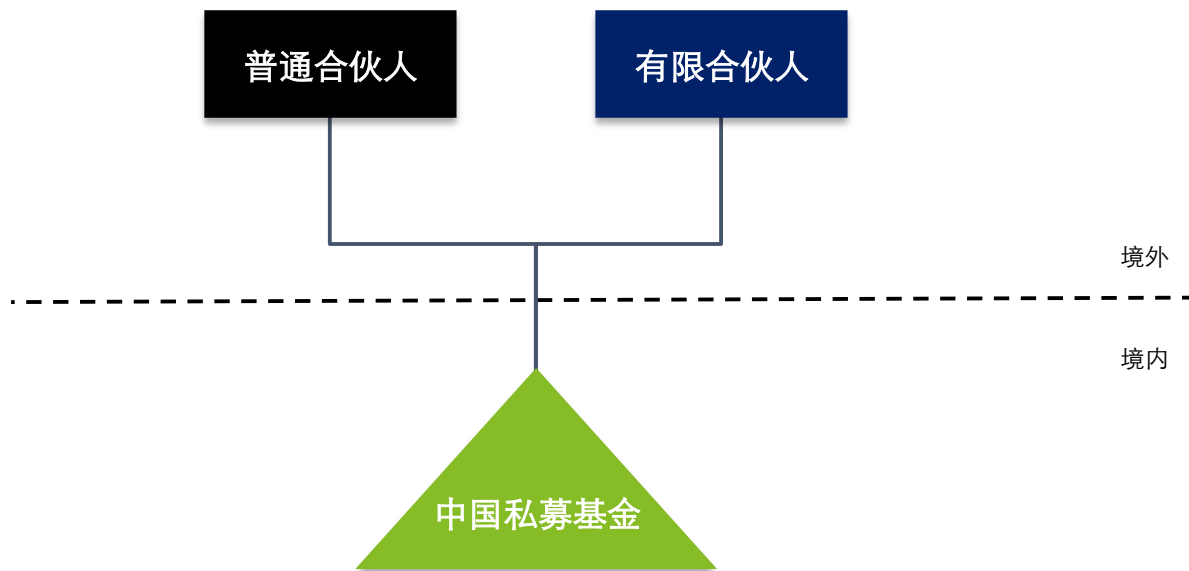 普通合伙人
有限合伙人
境外
境内
中国私募基金